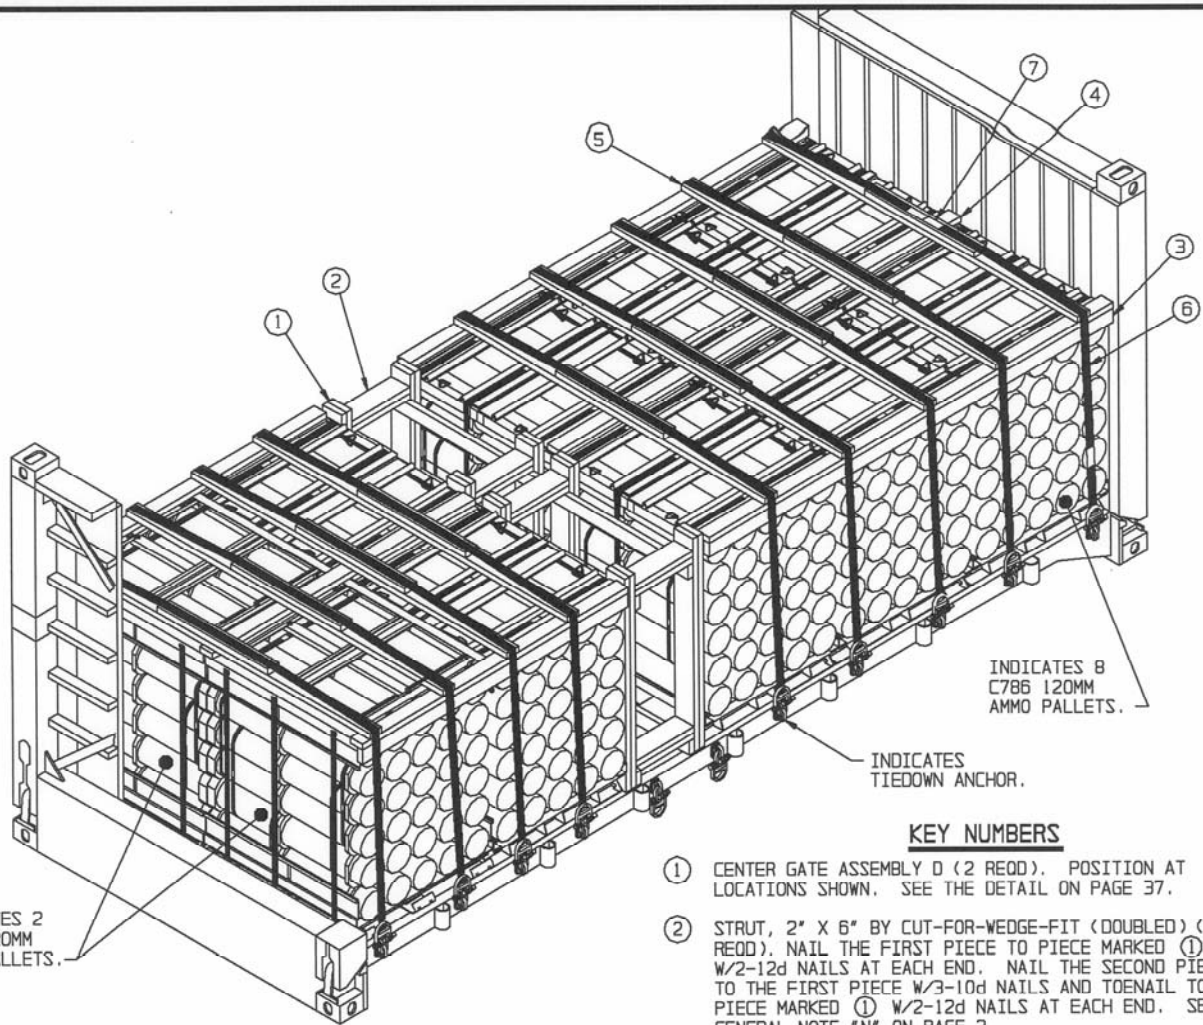 7
4
5
3
2
6
1
INDICATES 8
C786 120MM
AMMO PALLETS.
INDICATES
TIEDOWN ANCHOR.
KEY NUMBERS
1 CENTER GATE ASSEMBLY D (2 REQD). POSITION AT
LOCATIONS SHOWN. SEE THE DETAIL ON PAGE 37.
2
2 STRUT, 2" X 6" BY CUT-FOR-WEDGE-FIT (DOUBLED) (
REQD). NAIL THE FIRST PIECE TO PIECE MARKED 1
W/2-12d NAILS AT EACH END. NAIL THE SECOND
TO THE FIRST PIECE W/3-10d NAILS AND TOENAIL TO
PIECE MARKED 1 W/2-12d NAILS AT EACH END.
GENERAL NOTE "N" ON PAGE 2